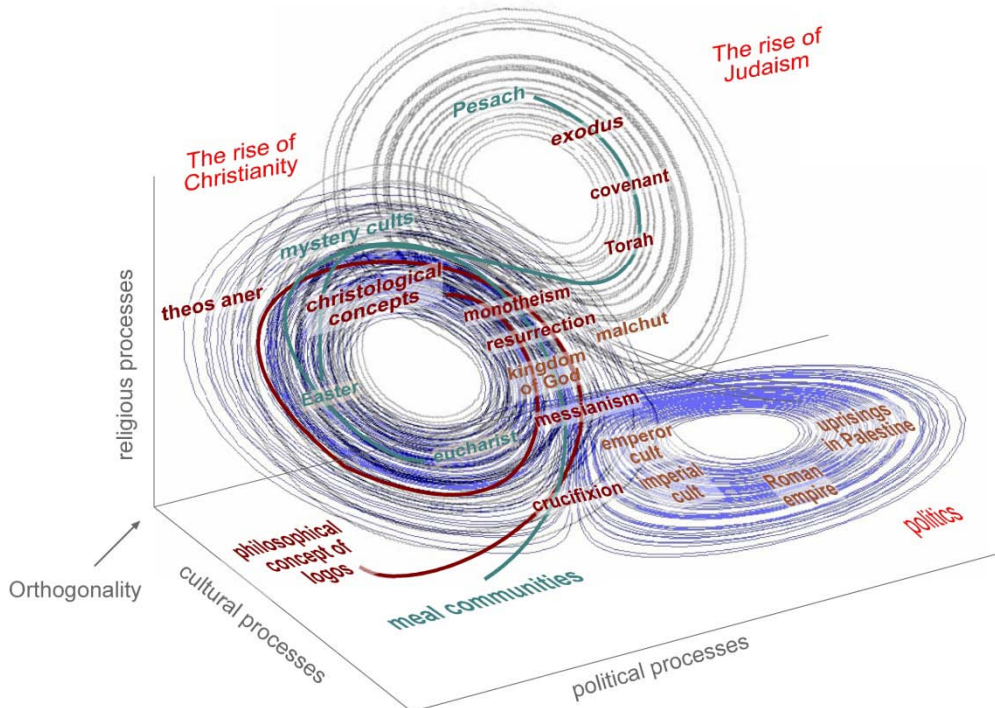 The rise of
Judaism
Pesach
exodus
The rise of
Christianity
covenant
mystery cults
Torah
theos aner
christological
concepts
monotheism
resurrection
malchut
kingdom
of God
Easter
messianism
uprisings
in Palestine
emperor
cult
eucharist
imperial
cult
Roman
empire
crucifixion
politics
philosophical
concept of
logos
meal communities
religious processes
Orthogonality
cultural processes
political processes